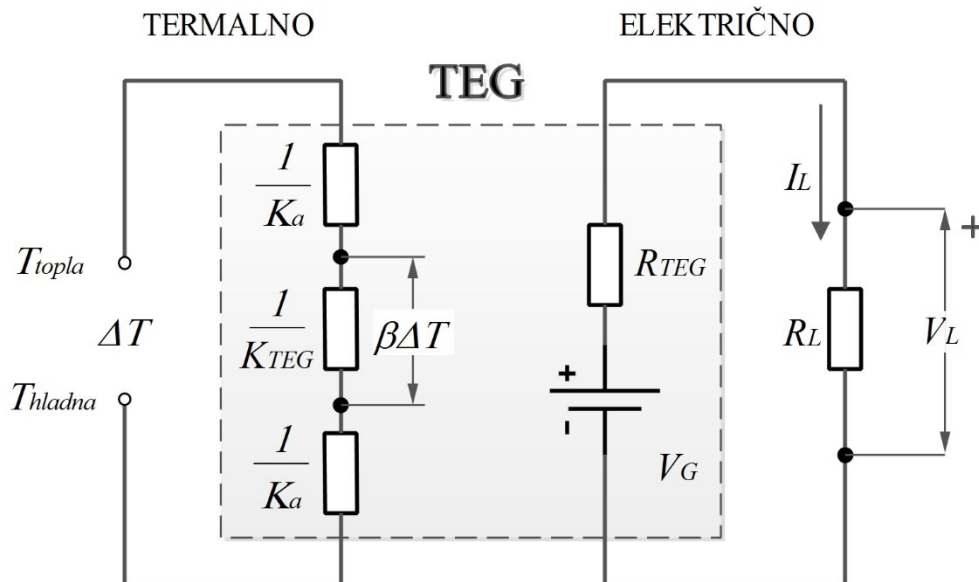 TERMALNO
ELEKTRIČNO
TEG
1
Ka
Ttopla
ΔT
Thladna
1
KTEG
βΔT
1
Ka
RTEG
+
-
VG
IL
+
RL
VL